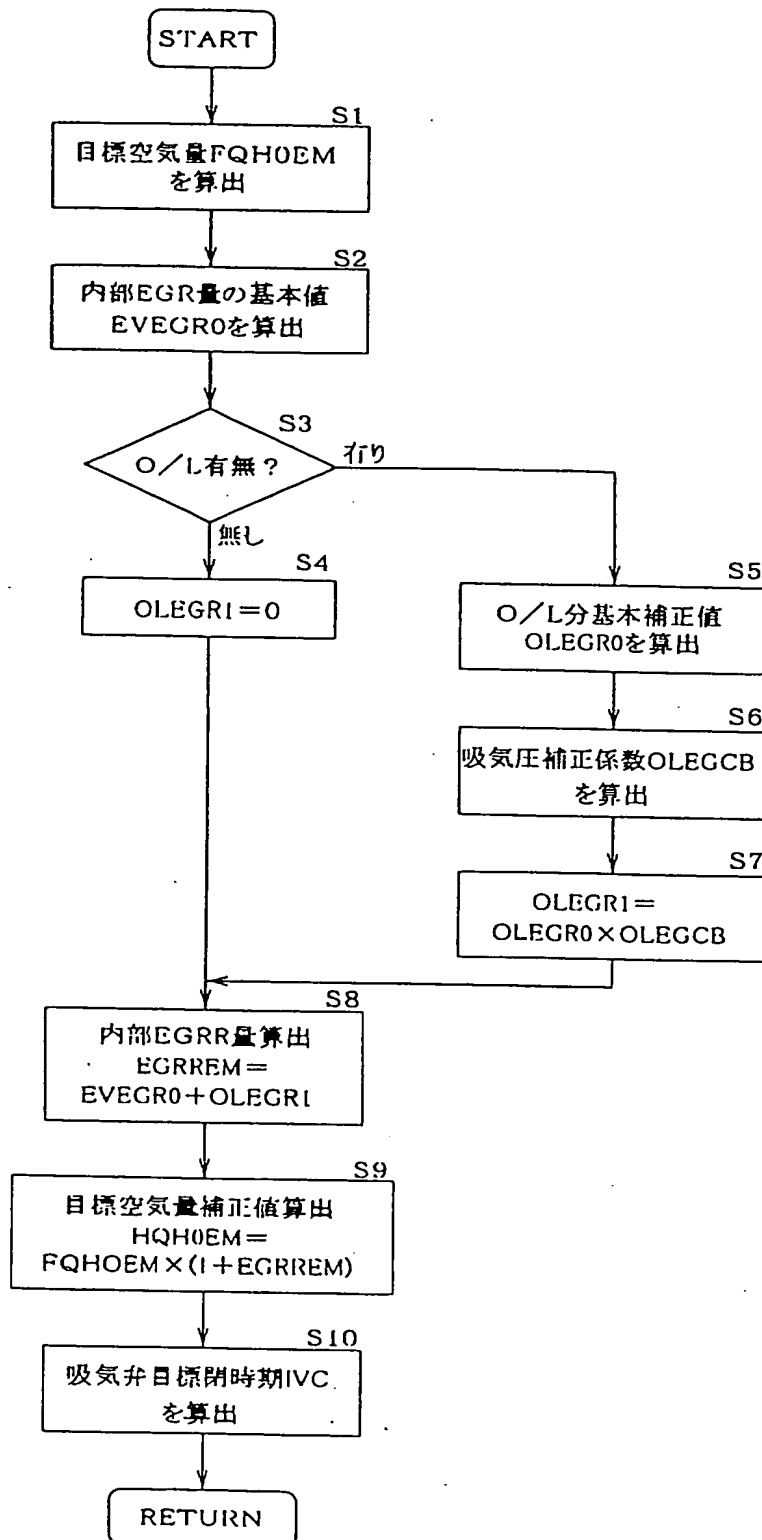 START
S1
目標空気量FQH0EM
を算出
S2
内部EGR量の基本値
EVEGR0を算出
S3
O/L有無?
有り
無し
S4
OLEGR1=0
S5
O/L分基本補正値
OLEGR0を算出
S6
吸気圧補正係数OLEGCB
を算出
S7
OLEGR1=
OLEGR0×OLEGCB
S8
内部EGRR量算出
EGRREM=
EVEGR0+OLEGR1
S9
目標空気量補正値算出
HQH0EM=
FQH0EM×(1+EGRREM)
S10
吸気弁目標閉時期IVC
を算出
RETURN